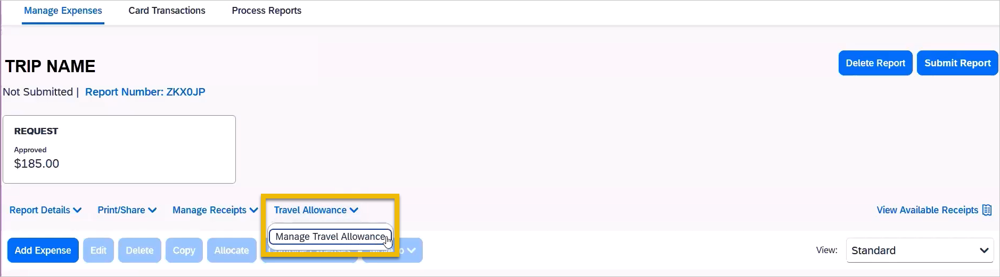 Manage Expenses Card Transactions Process Reports
TRIP NAME
Delete Report Submit Report
Not Submitted | Report Number: ZKX0JP
REQUEST
Approved
$185.00
Report Details Print/Share Manage Receipts Travel Allowance View Available Receipts
Manage Travel Allowance
Add Expense Edit Delete Copy Allocate View: Standard